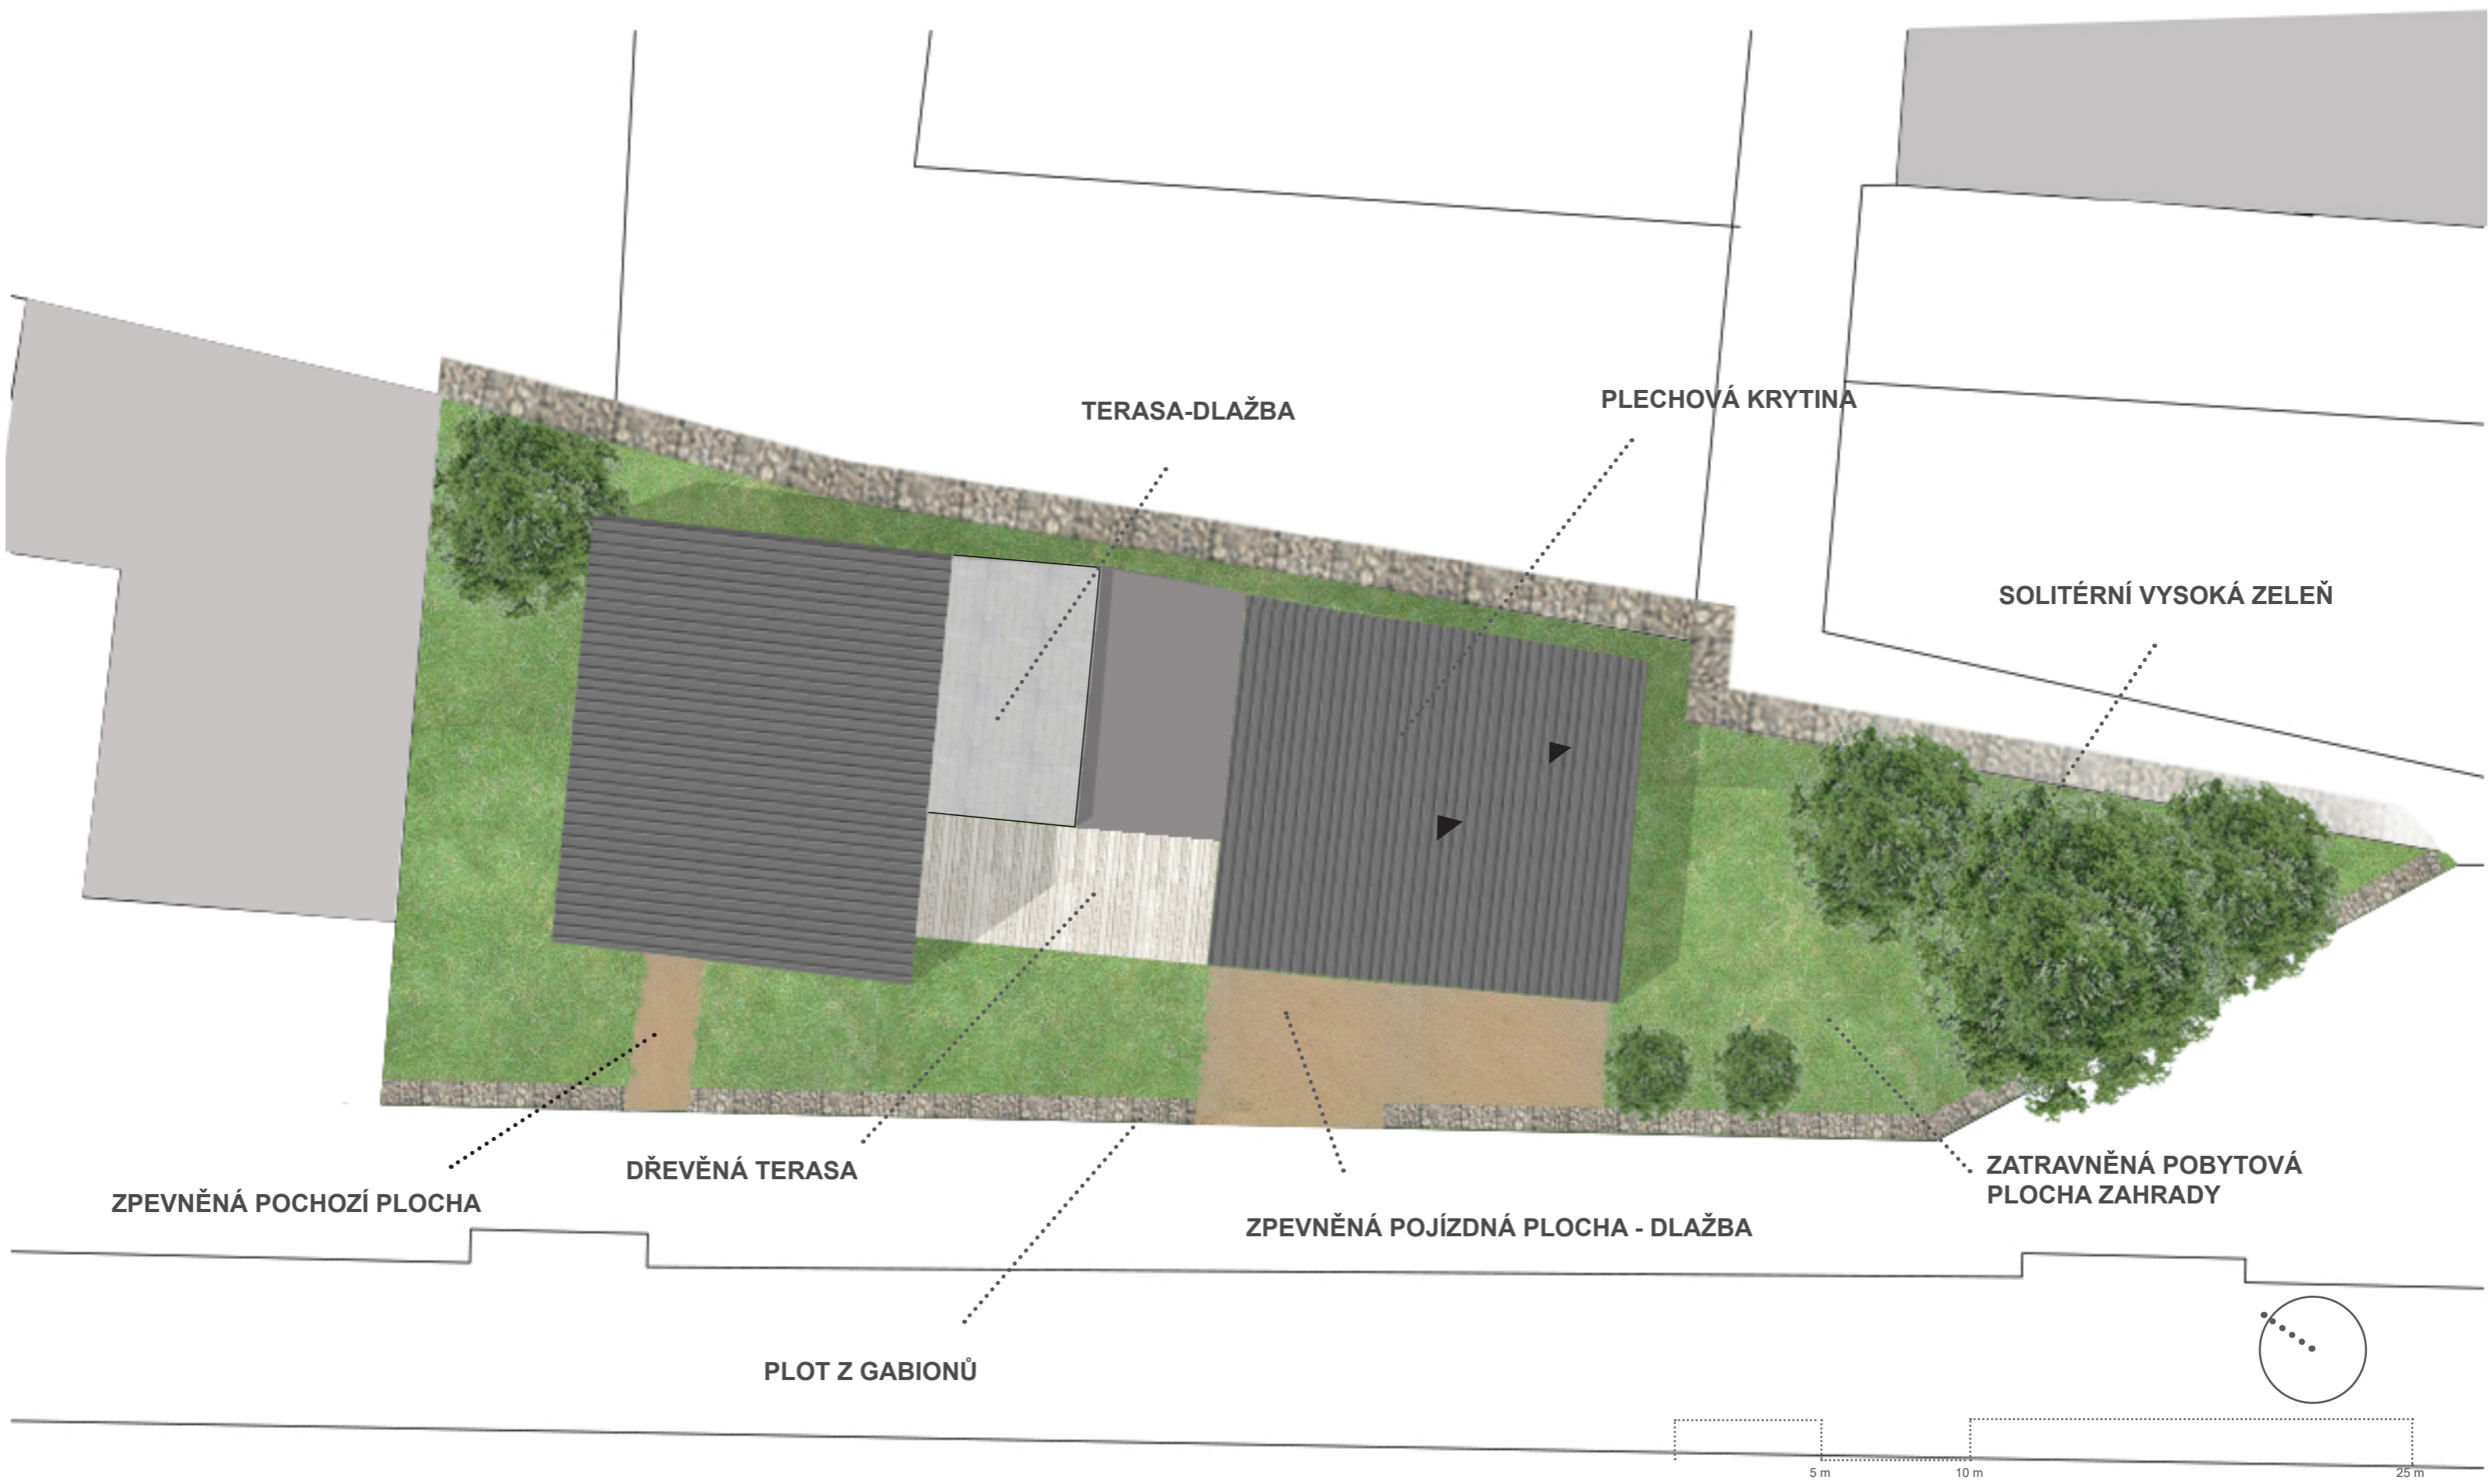 PLECHOVÁ KRYTINA
TERASA-DLAŽBA
SOLITÉRNÍ VYSOKÁ ZELEŇ
ZATRAVNĚNÁ POBYTOVÁ
PLOCHA ZAHRADY
DŘEVĚNÁ TERASA
ZPEVNĚNÁ POCHOZÍ PLOCHA
ZPEVNĚNÁ POJÍZDNÁ PLOCHA - DLAŽBA
PLOT Z GABIONŮ
5 m 10 m 25 m